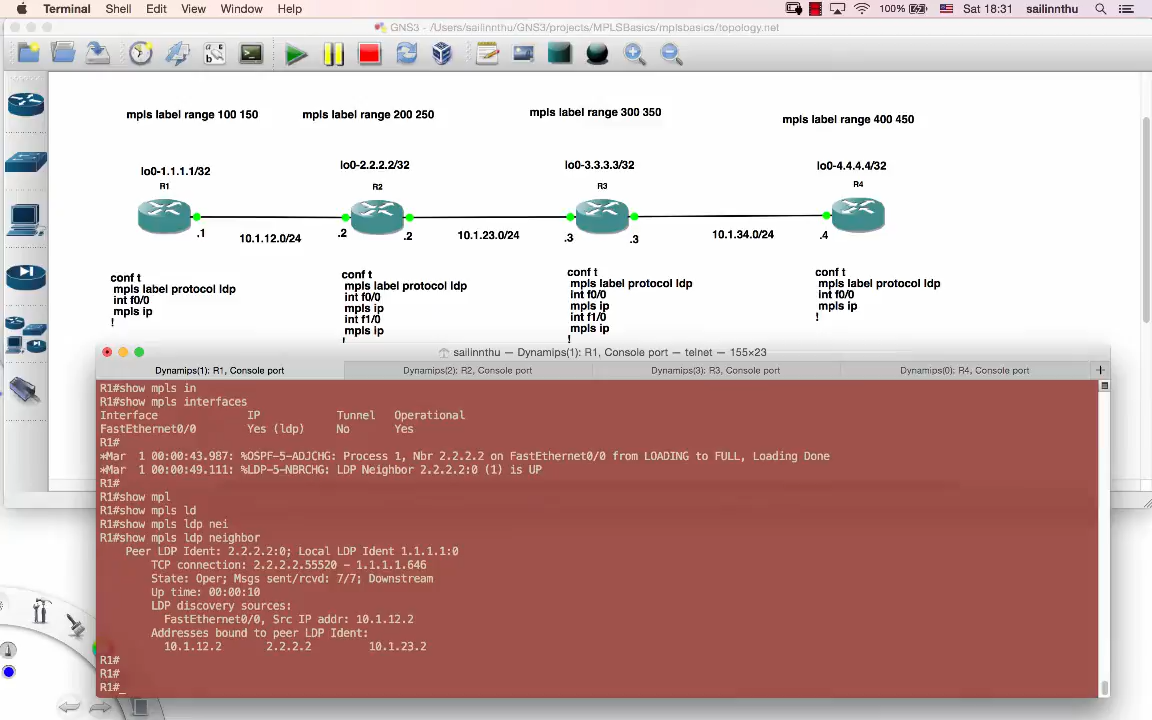 Terminal Shell Edit View Window Help 100% Sat 18:31 sailinnthu
GNS3 - /Users/sailinnthu/GNS3/projects/MPLSBasics/mplsbasics/topology.net
mpls label range 100 150
mpls label range 200 250
mpls label range 300 350
mpls label range 400 450
lo0-1.1.1.1/32
R1
lo0-2.2.2.2/32
R2
lo0-3.3.3.3/32
R3
lo0-4.4.4.4/32
R4
.1
10.1.12.0/24
.2
.2
10.1.23.0/24
.3
.3
10.1.34.0/24
.4
conf t
mpls label protocol ldp
int f0/0
mpls ip
!
conf t
mpls label protocol ldp
int f0/0
mpls ip
int f1/0
mpls ip
!
conf t
mpls label protocol ldp
int f0/0
mpls ip
int f1/0
mpls ip
!
conf t
mpls label protocol ldp
int f0/0
mpls ip
!
sailinnthu — Dynamips(1): R1, Console port — telnet — 155×23
Dynamips(1): R1, Console port
Dynamips(2): R2, Console port
Dynamips(3): R3, Console port
Dynamips(0): R4, Console port
R1#show mpls in
R1#show mpls interfaces
Interface IP Tunnel Operational
FastEthernet0/0 Yes (ldp) No Yes
R1#
*Mar 1 00:00:43.987: %OSPF-5-ADJCHG: Process 1, Nbr 2.2.2.2 on FastEthernet0/0 from LOADING to FULL, Loading Done
*Mar 1 00:00:49.111: %LDP-5-NBRCHG: LDP Neighbor 2.2.2.2:0 (1) is UP
R1#
R1#show mpl
R1#show mpls ld
R1#show mpls ldp nei
R1#show mpls ldp neighbor
Peer LDP Ident: 2.2.2.2:0; Local LDP Ident 1.1.1.1:0
TCP connection: 2.2.2.2.55520 - 1.1.1.1.646
State: Oper; Msgs sent/rcvd: 7/7; Downstream
Up time: 00:00:10
LDP discovery sources:
FastEthernet0/0, Src IP addr: 10.1.12.2
Addresses bound to peer LDP Ident:
10.1.12.2 2.2.2.2 10.1.23.2
R1#
R1#
R1#_